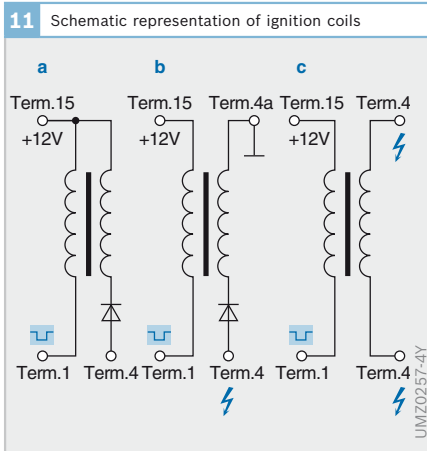 11 Schematic representation of ignition coils
a b c
Term.15 Term.15 Term.4a Term.15 Term.4
+12V +12V +12V
Term.1 Term.4 Term.1 Term.4 Term.1 Term.4
UMZ0257-4Y